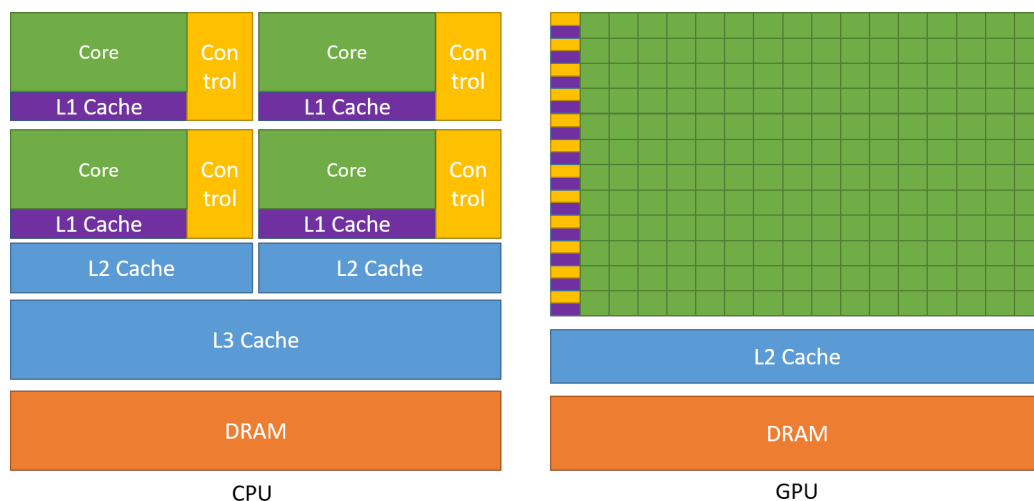 Core
Con
trol
L1 Cache
Core
Con
trol
L1 Cache
Core
Con
trol
L1 Cache
Core
Con
trol
L1 Cache
L2 Cache
L2 Cache
L3 Cache
DRAM
CPU
L2 Cache
DRAM
GPU